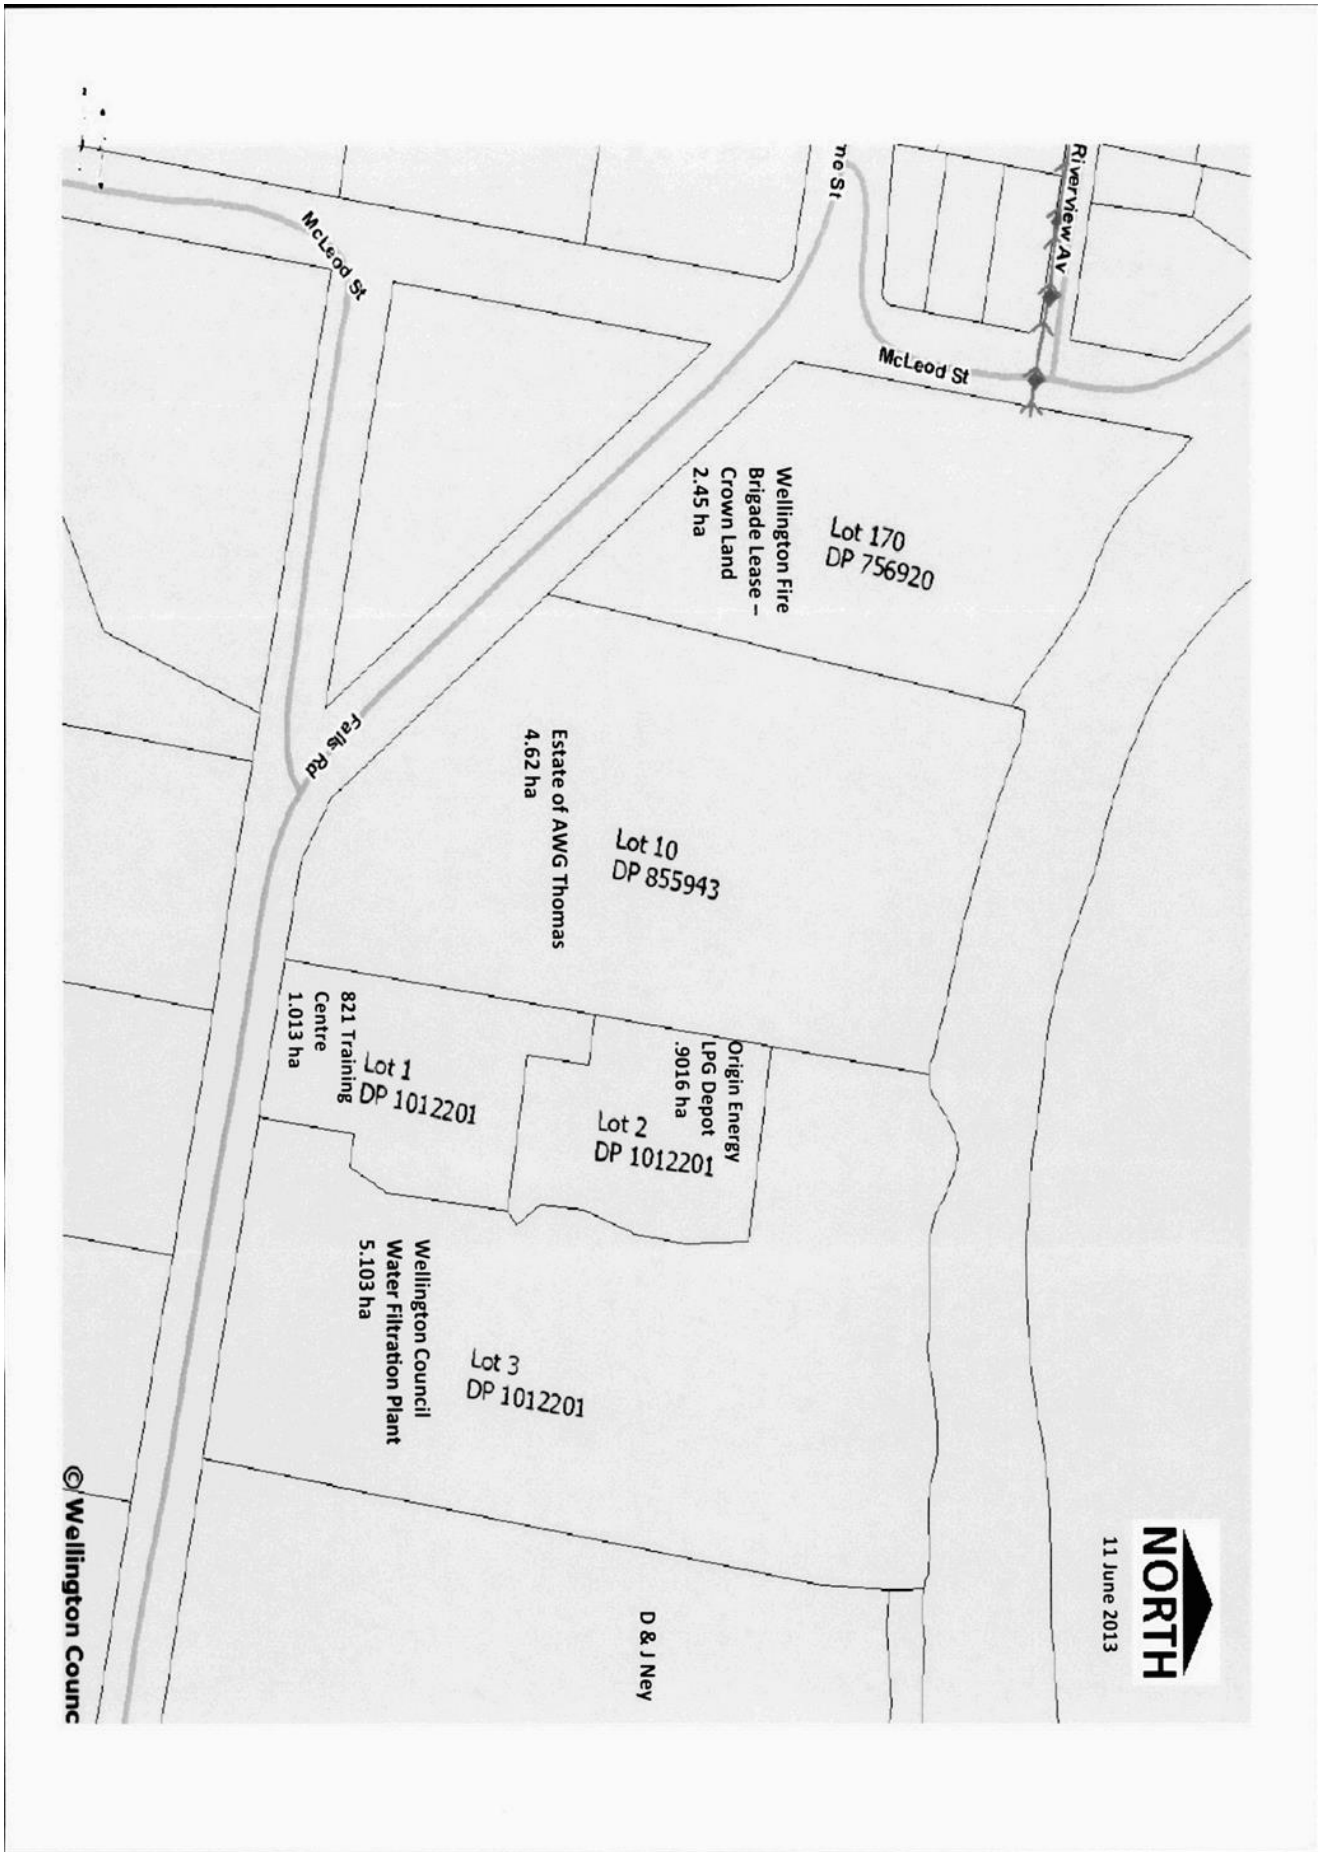 NORTH
11 June 2013
Riverview Av
ne St
McLeod St
McLeod St
Falls Rd
Lot 170
DP 756920
Wellington Fire
Brigade Lease –
Crown Land
2.45 ha
Lot 10
DP 855943
Estate of AWG Thomas
4.62 ha
Origin Energy
LPG Depot
.9016 ha
Lot 2
DP 1012201
Lot 1
DP 1012201
821 Training
Centre
1.013 ha
Lot 3
DP 1012201
Wellington Council
Water Filtration Plant
5.103 ha
D & J Ney
© Wellington Counc